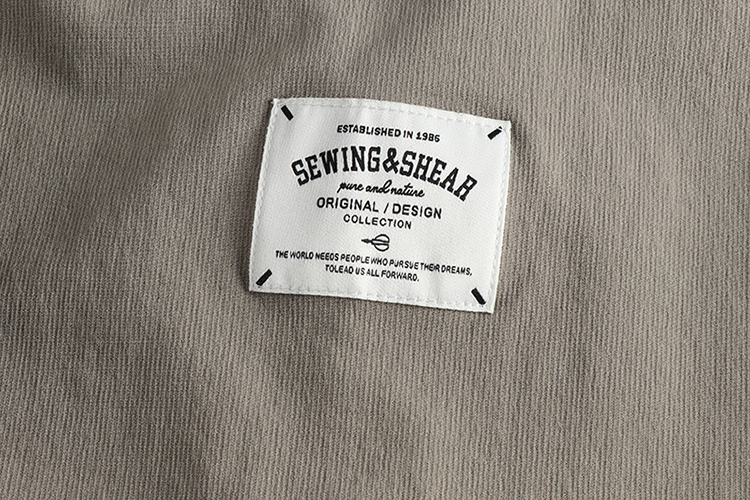 ESTABLISHED IN 1985
SEWING&SHEAR
pure and nature
ORIGINAL / DESIGN
COLLECTION
THE WORLD NEEDS PEOPLE WHO PURSUE THEIR DREAMS,
TOLEAD US ALL FORWARD.